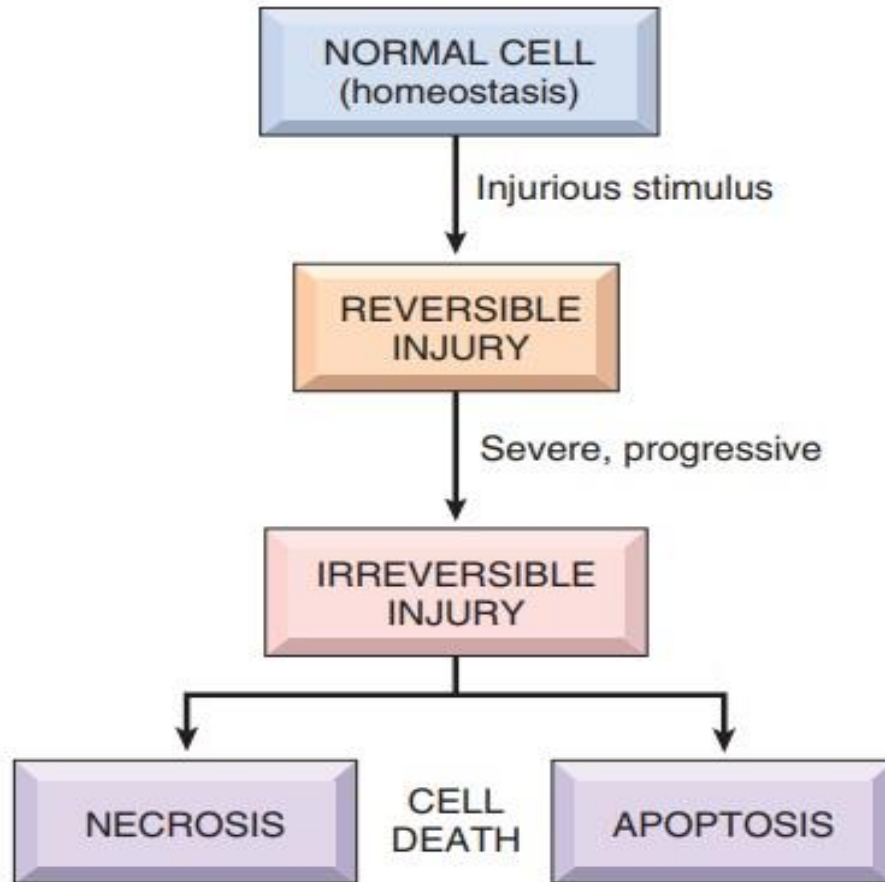 NORMAL CELL
(homeostasis)
Injurious stimulus
REVERSIBLE
INJURY
Severe, progressive
IRREVERSIBLE
INJURY
NECROSIS
CELL
DEATH
APOPTOSIS